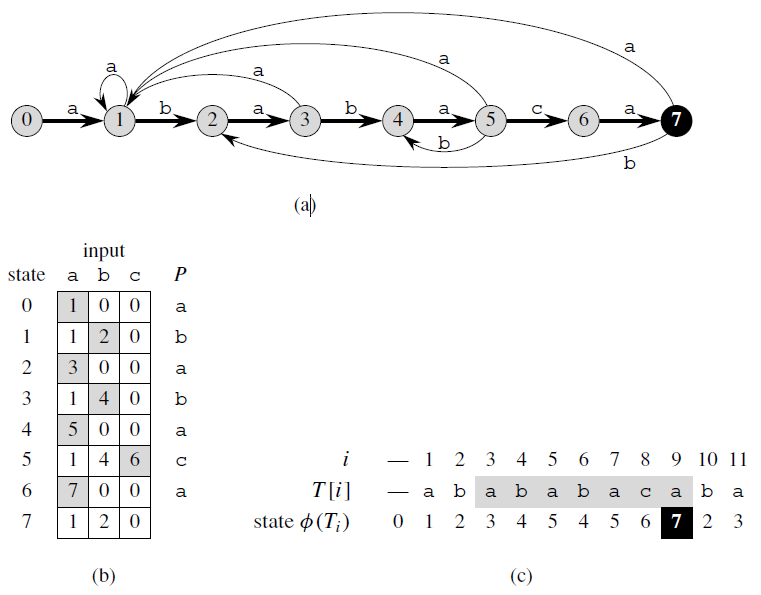 a
a
a
a
0 a 1 b 2 a 3 b 4 a 5 c 6 a 7
b
b
(a)
input
state a b c P
0 1 0 0 a
1 1 2 0 b
2 3 0 0 a
3 1 4 0 b
4 5 0 0 a
5 1 4 6 c
6 7 0 0 a
7 1 2 0
(b)
i — 1 2 3 4 5 6 7 8 9 10 11
T[i] — a b a b a b a c a b a
state ϕ(Ti) 0 1 2 3 4 5 4 5 6 7 2 3
(c)